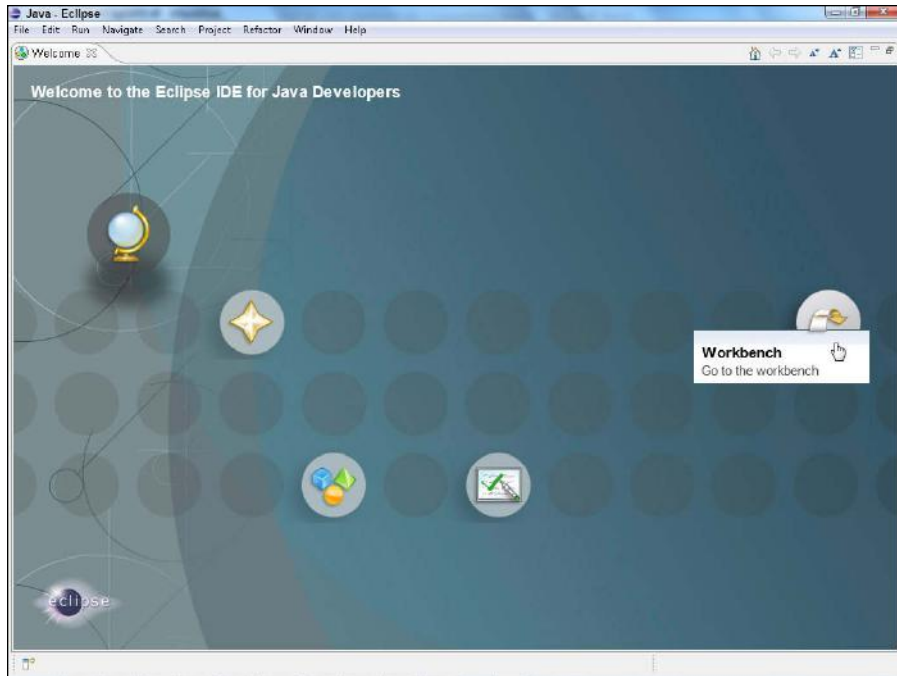 Java - Eclipse
File Edit Run Navigate Search Project Refactor Window Help
Welcome
Welcome to the Eclipse IDE for Java Developers
Workbench
Go to the workbench
eclipse